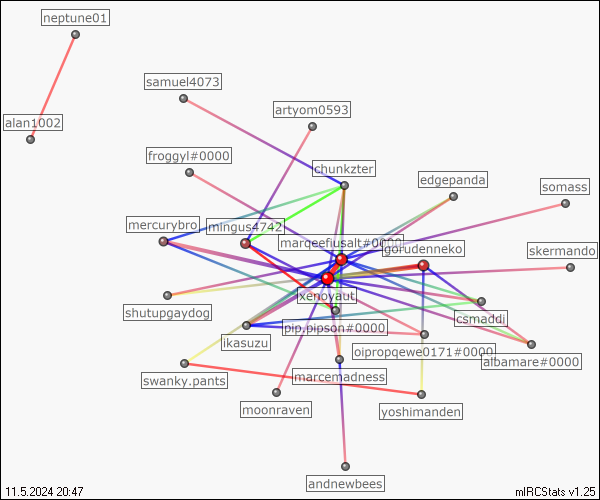 neptune01
samuel4073
artyom0593
alan1002
froggyl#0000
chunkzter
edgepanda
somass
mercurybro
mingus4742
marqeefiusalt#0000
gorudenneko
skermando
xenoyaut
shutupgaydog
pip.pipson#0000
csmaddj
ikasuzu
oipropqewe0171#0000
albamare#0000
swanky.pants
marcemadness
moonraven
yoshimanden
andnewbees
11.5.2024 20:47
mIRCStats v1.25